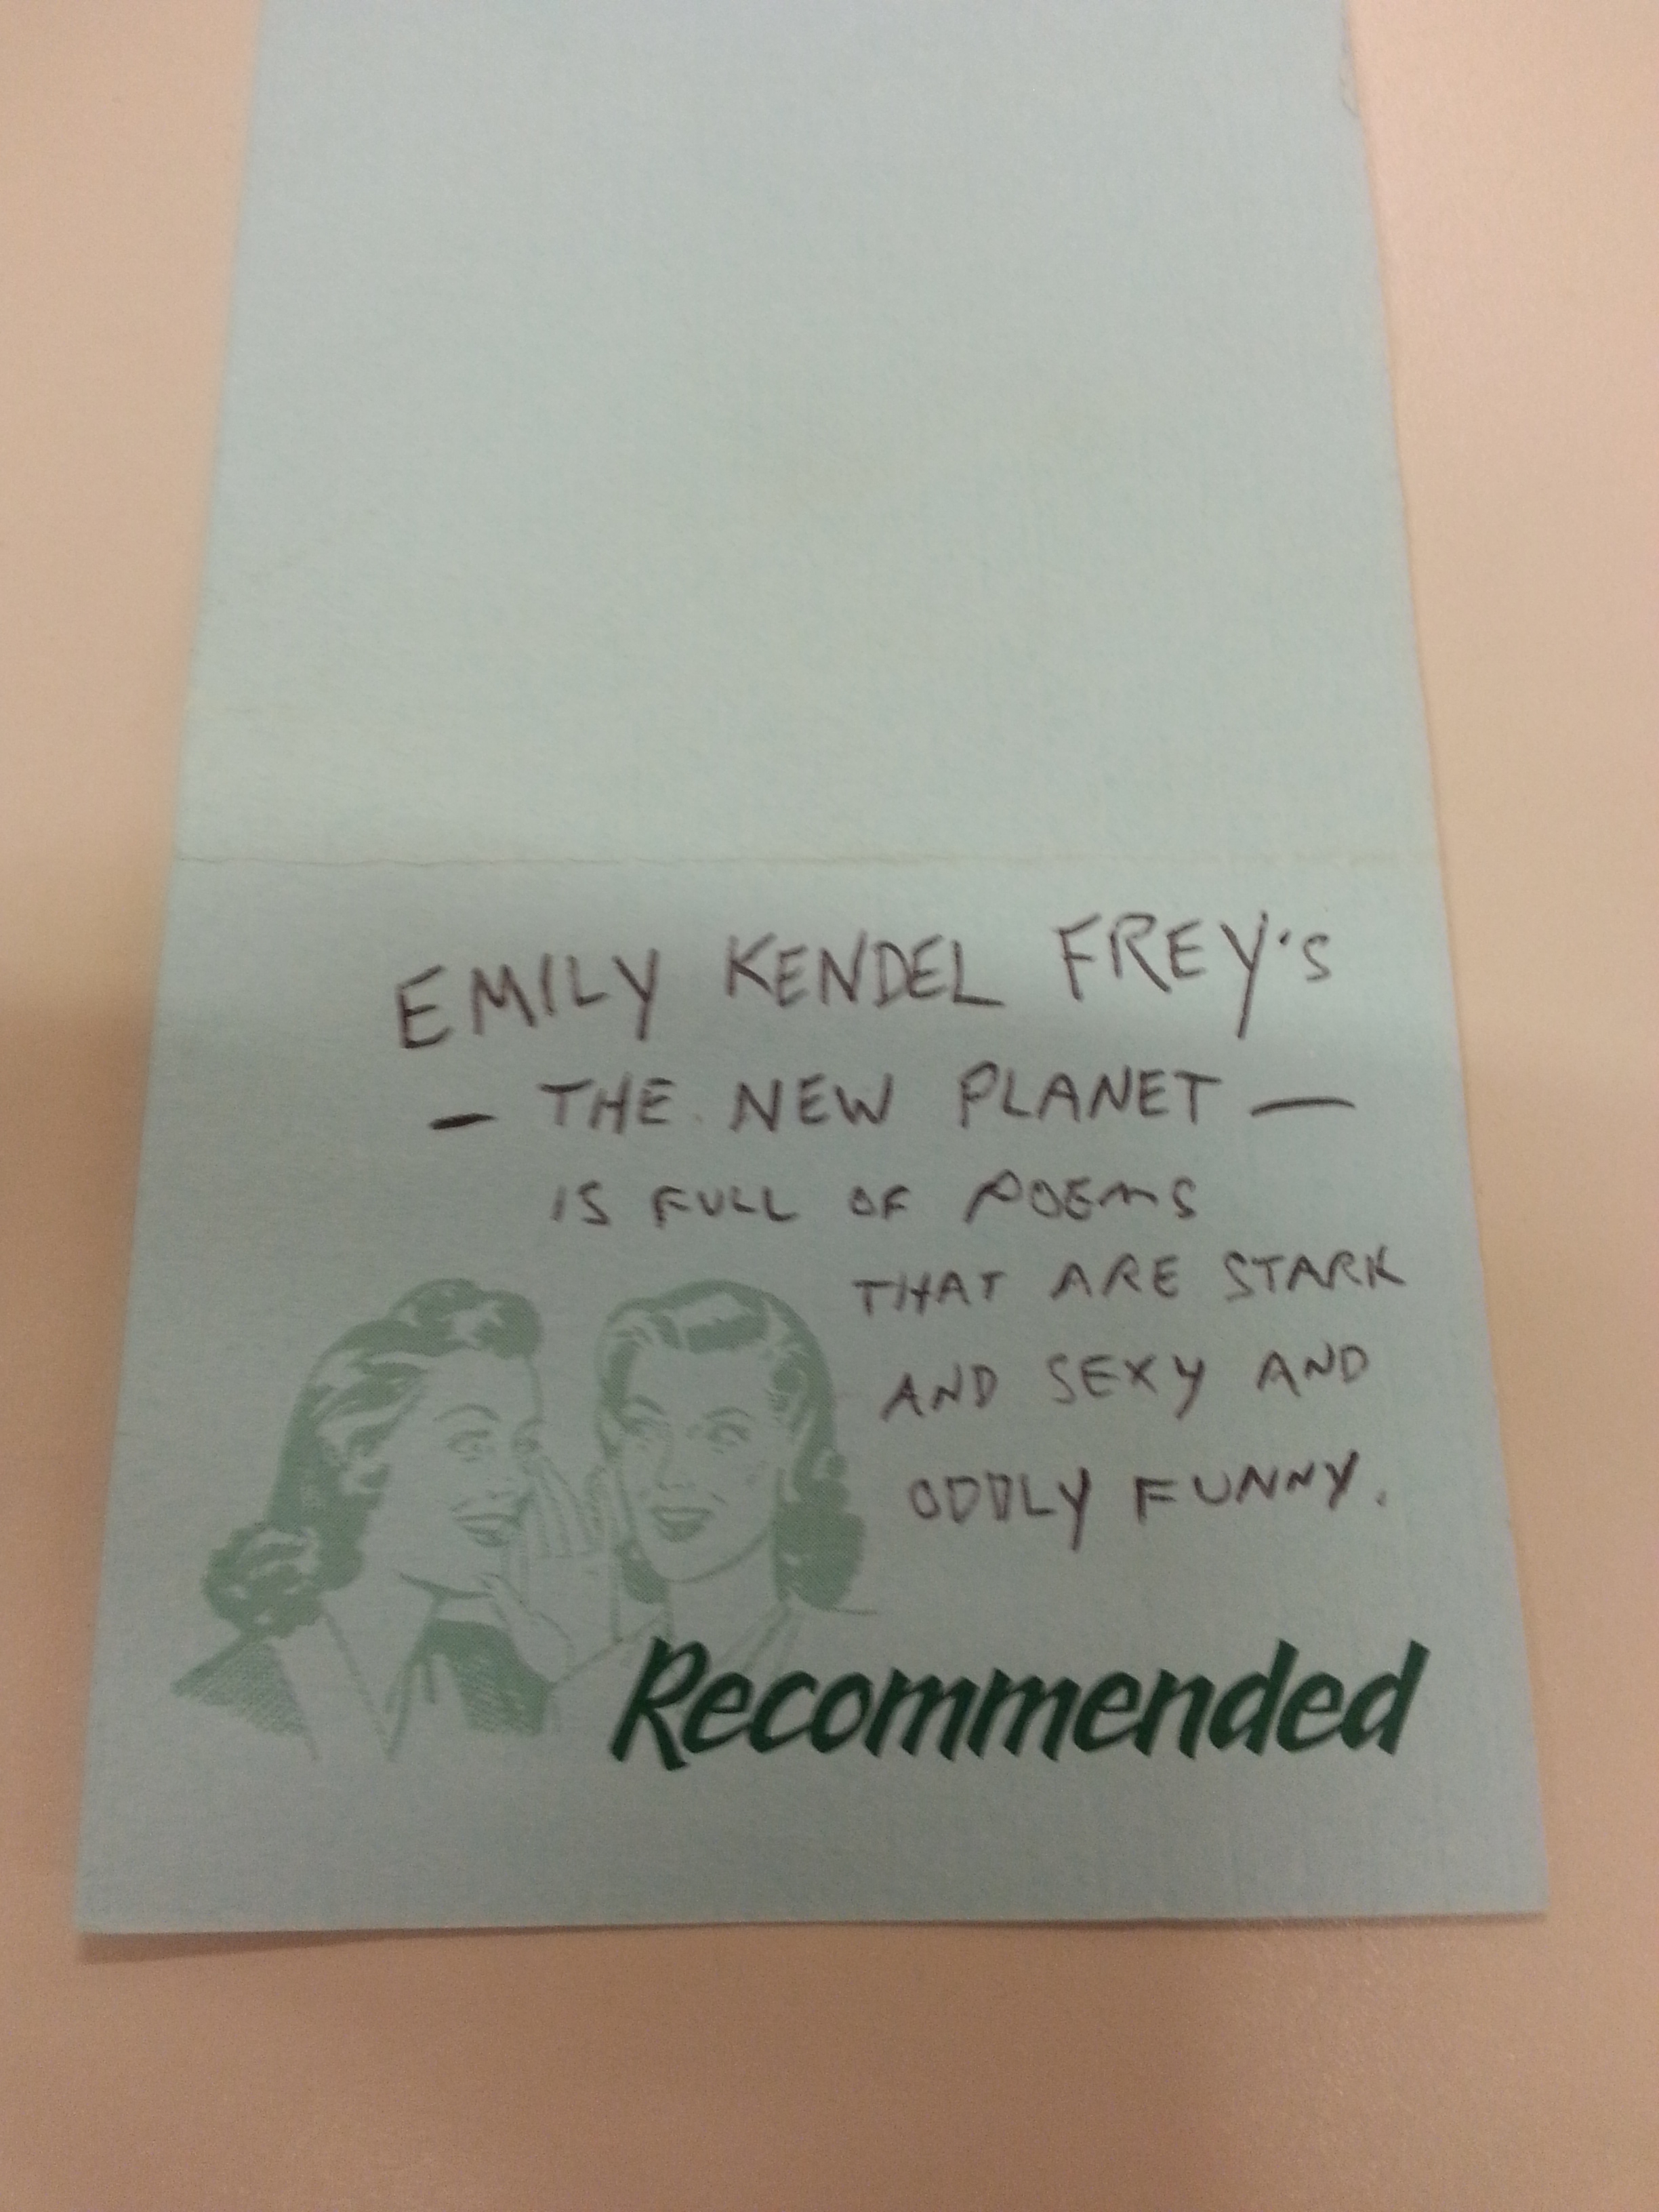 EMILY KENDEL FREY'S
— THE NEW PLANET —
IS FULL OF POEMS
THAT ARE STARK
AND SEXY AND
ODDLY FUNNY.
Recommended